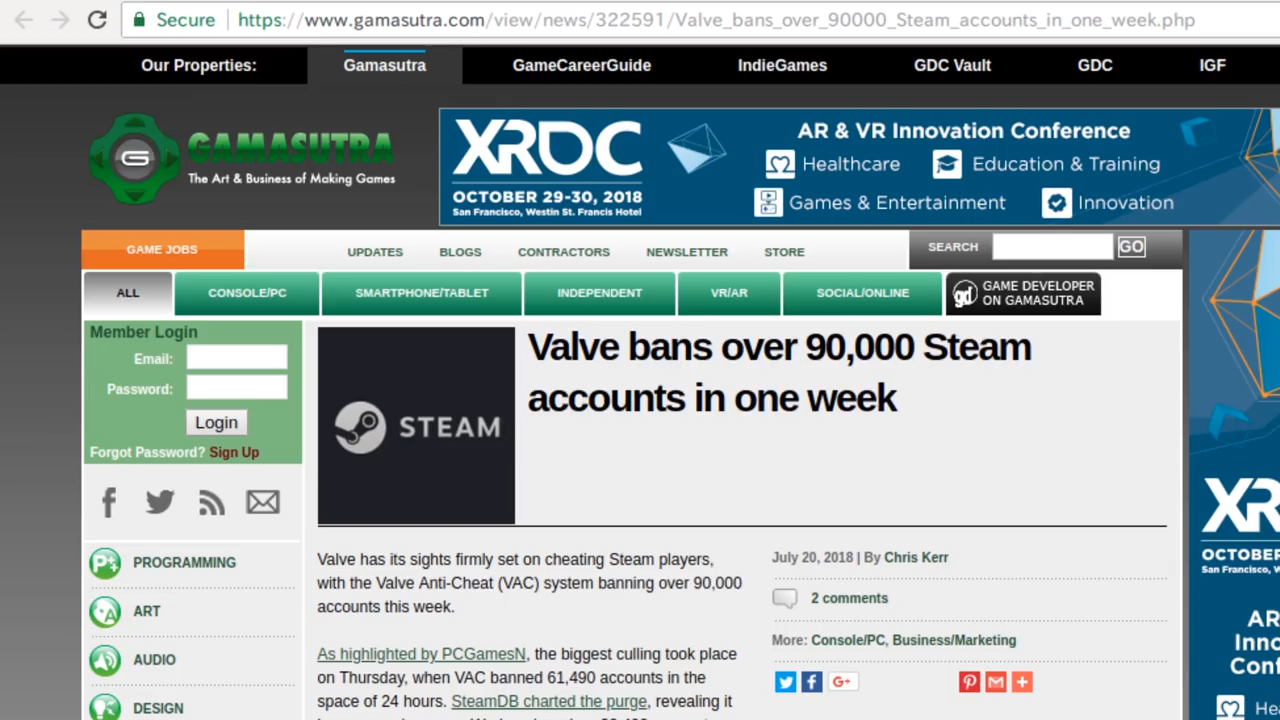 Secure https://www.gamasutra.com/view/news/322591/Valve_bans_over_90000_Steam_accounts_in_one_week.php
Our Properties: Gamasutra GameCareerGuide IndieGames GDC Vault GDC IGF
GAMASUTRA
The Art & Business of Making Games
XRDC
OCTOBER 29-30, 2018
San Francisco, Westin St. Francis Hotel
AR & VR Innovation Conference
Healthcare Education & Training
Games & Entertainment Innovation
GAME JOBS UPDATES BLOGS CONTRACTORS NEWSLETTER STORE SEARCH GO
ALL CONSOLE/PC SMARTPHONE/TABLET INDEPENDENT VR/AR SOCIAL/ONLINE gd GAME DEVELOPER
ON GAMASUTRA
Member Login
Email:
Password:
Login
Forgot Password? Sign Up
PROGRAMMING
ART
AUDIO
DESIGN
STEAM
Valve bans over 90,000 Steam
accounts in one week
Valve has its sights firmly set on cheating Steam players,
with the Valve Anti-Cheat (VAC) system banning over 90,000
accounts this week.
As highlighted by PCGamesN, the biggest culling took place
on Thursday, when VAC banned 61,490 accounts in the
space of 24 hours. SteamDB charted the purge, revealing it
July 20, 2018 | By Chris Kerr
2 comments
More: Console/PC, Business/Marketing
G+
XR
OCTOBER
San Francisco, W
AR
Inno
Conf
He